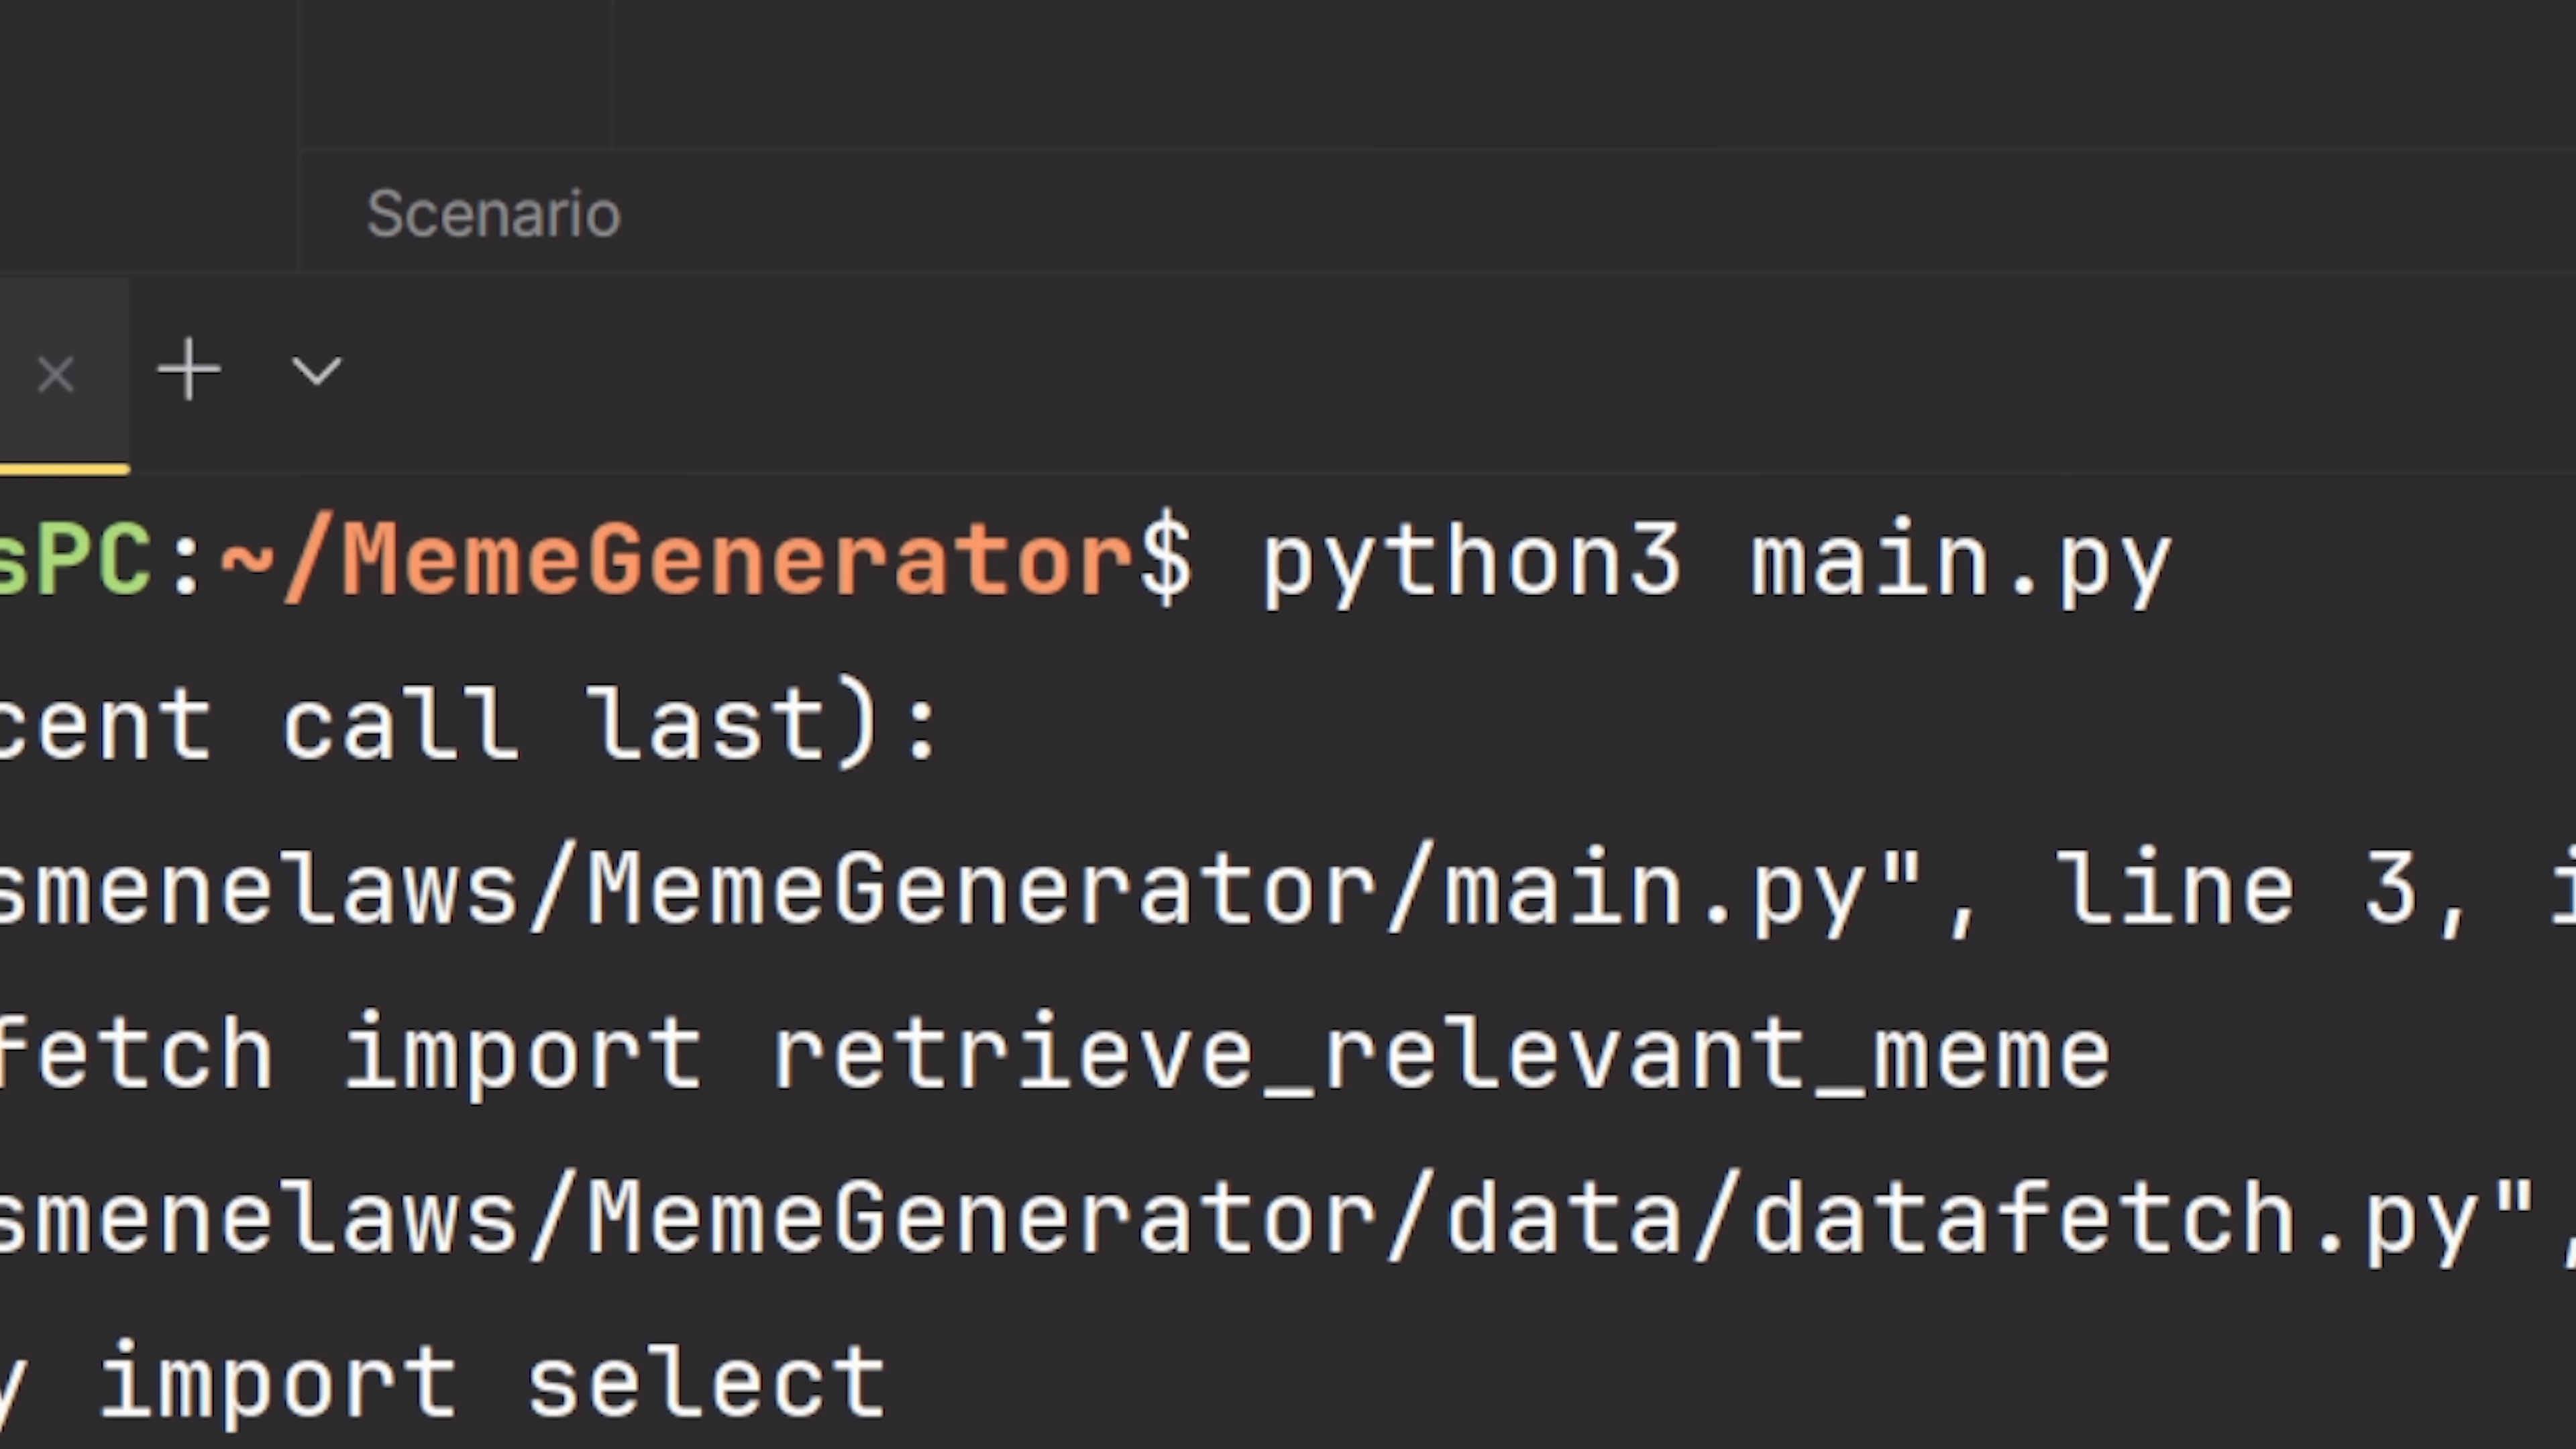 Scenario
sPC:~/MemeGenerator$ python3 main.py
cent call last):
smenelaws/MemeGenerator/main.py", line 3, i
fetch import retrieve_relevant_meme
smenelaws/MemeGenerator/data/datafetch.py",
y import select